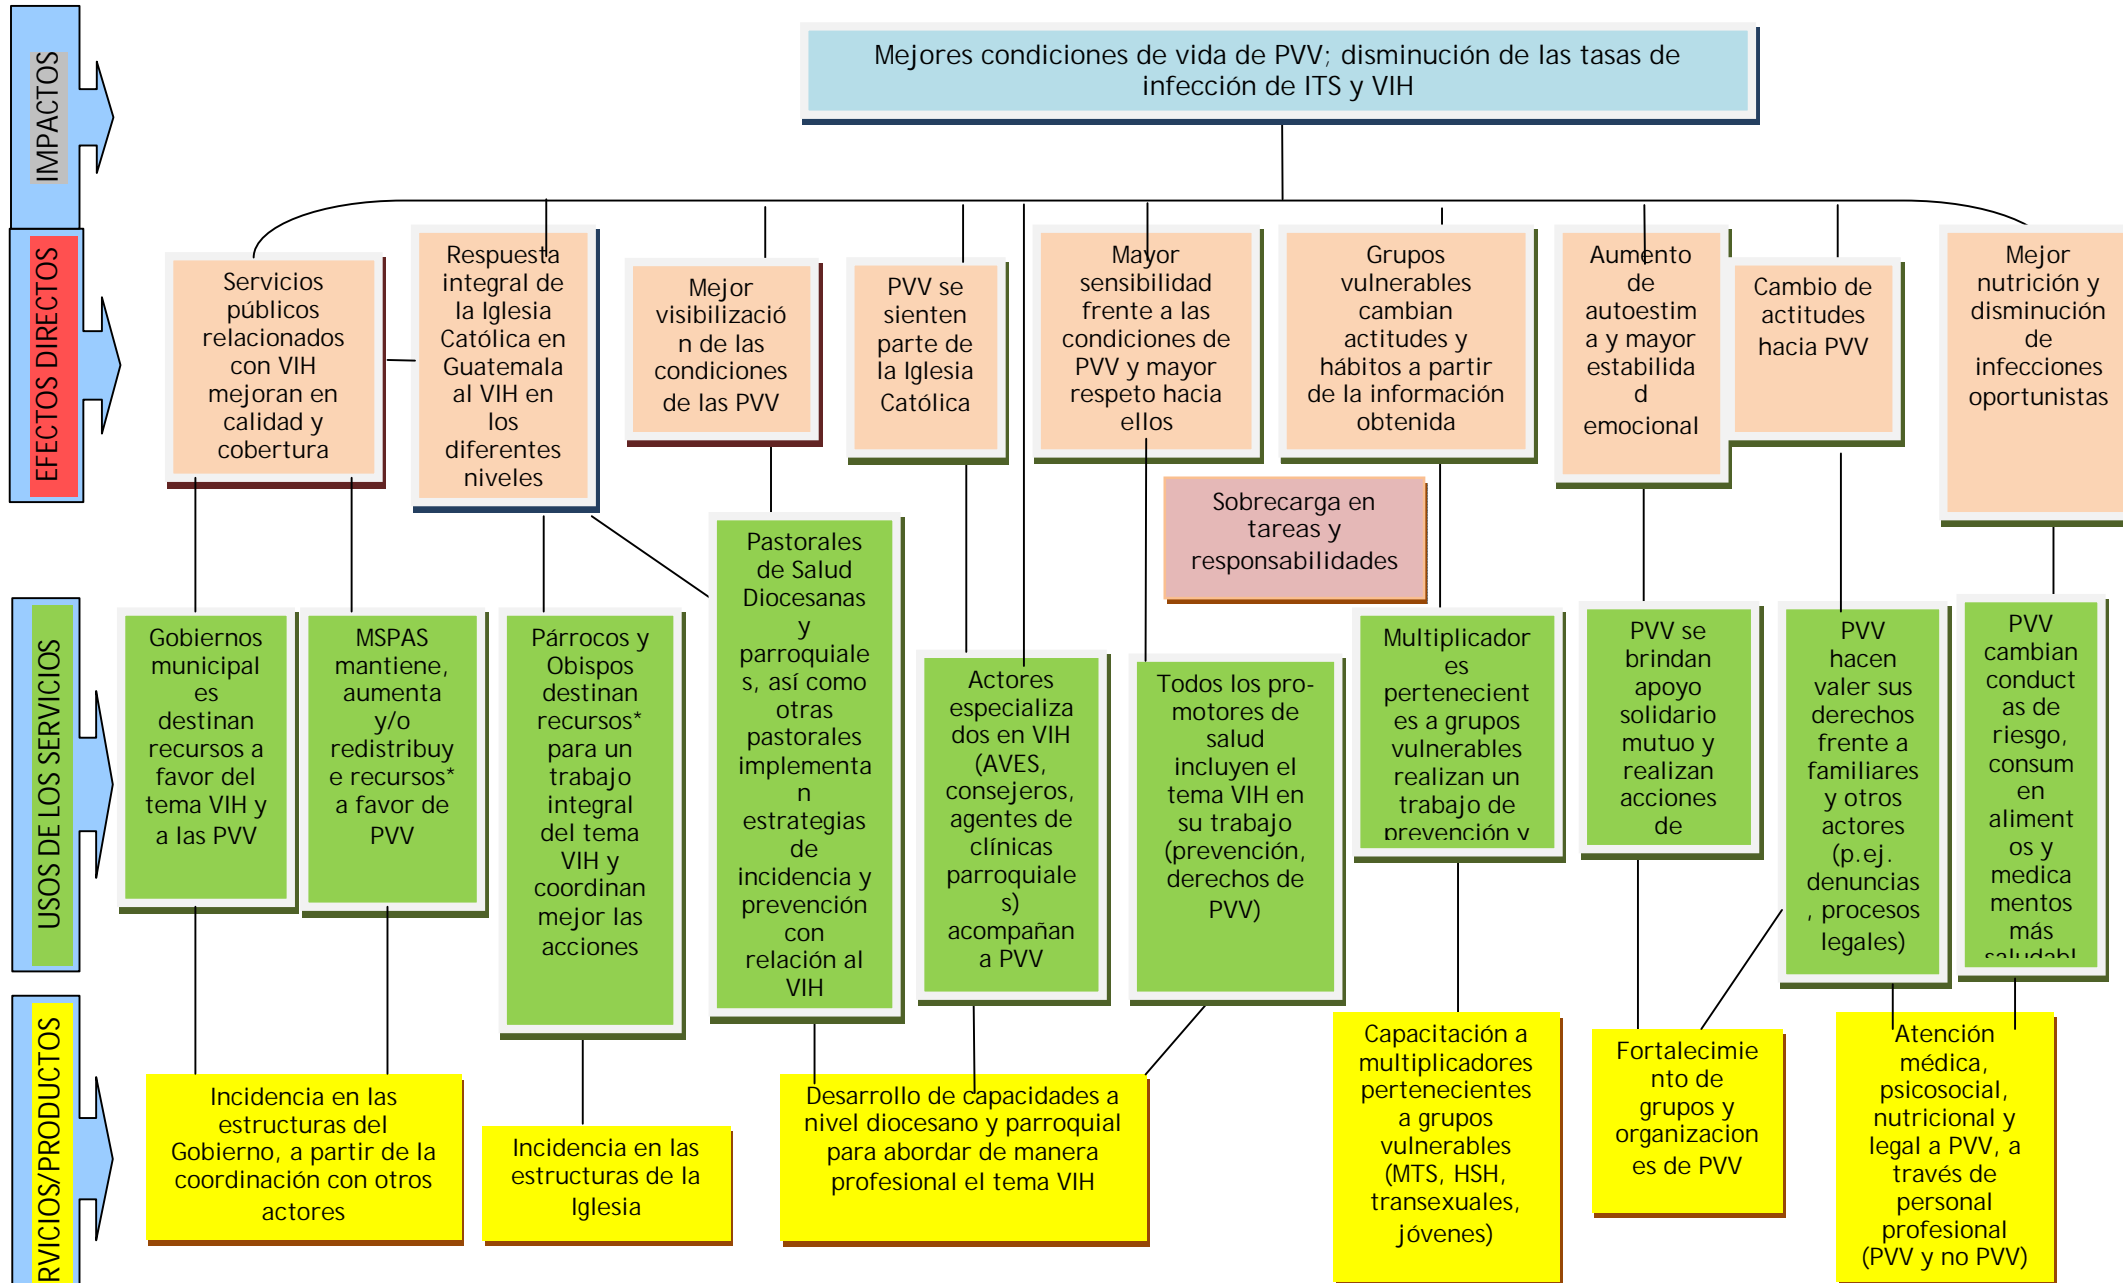 IMPACTOS
Mejores condiciones de vida de PVV; disminución de las tasas de
infección de ITS y VIH
EFECTOS DIRECTOS
Servicios
públicos
relacionados
con VIH
mejoran en
calidad y
cobertura
Respuesta
integral de
la Iglesia
Católica en
Guatemala
al VIH en
los
diferentes
niveles
Mejor
visibilizació
n de las
condiciones
de las PVV
PVV se
sienten
parte de
la Iglesia
Católica
Mayor
sensibilidad
frente a las
condiciones de
PVV y mayor
respeto hacia
ellos
Grupos
vulnerables
cambian
actitudes y
hábitos a partir
de la información
obtenida
Aumento
de
autoestim
a y mayor
estabilida
d
emocional
Cambio de
actitudes
hacia PVV
Mejor
nutrición y
disminución
de
infecciones
oportunistas
Sobrecarga en
tareas y
responsabilidades
USOS DE LOS SERVICIOS
Gobiernos
municipal
es
destinan
recursos a
favor del
tema VIH y
a las PVV
MSPAS
mantiene,
aumenta
y/o
redistribuy
e recursos*
a favor de
PVV
Párrocos y
Obispos
destinan
recursos*
para un
trabajo
integral
del tema
VIH y
coordinan
mejor las
acciones
Pastorales
de Salud
Diocesanas
y
parroquiale
s, así como
otras
pastorales
implementa
n
estrategias
de
incidencia y
prevención
con
relación al
VIH
Actores
especializa
dos en VIH
(AVES,
consejeros,
agentes de
clínicas
parroquiale
s)
acompañan
a PVV
Todos los pro-
motores de
salud
incluyen el
tema VIH en
su trabajo
(prevención,
derechos de
PVV)
Multiplicador
es
pertenecient
es a grupos
vulnerables
realizan un
trabajo de
prevención y
PVV se
brindan
apoyo
solidario
mutuo y
realizan
acciones
de
PVV
hacen
valer sus
derechos
frente a
familiares
y otros
actores
(p.ej.
denuncias
, procesos
legales)
PVV
cambian
conduct
as de
riesgo,
consum
en
aliment
os y
medica
mentos
más
saludabl
RVICIOS/PRODUCTOS
Incidencia en las
estructuras del
Gobierno, a partir de la
coordinación con otros
actores
Incidencia en las
estructuras de la
Iglesia
Desarrollo de capacidades a
nivel diocesano y parroquial
para abordar de manera
profesional el tema VIH
Capacitación a
multiplicadores
pertenecientes
a grupos
vulnerables
(MTS, HSH,
transexuales,
jóvenes)
Fortalecimie
nto de
grupos y
organizacion
es de PVV
Atención
médica,
psicosocial,
nutricional y
legal a PVV, a
través de
personal
profesional
(PVV y no PVV)